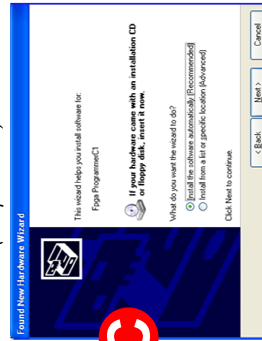 Found New Hardware Wizard
This wizard helps you install software for:
Fpga ProgrammerC1
If your hardware came with an installation CD
or floppy disk, insert it now.
What do you want the wizard to do?
Install the software automatically (Recommended)
Install from a list or specific location (Advanced)
Click Next to continue.
< Back
Next >
Cancel
C